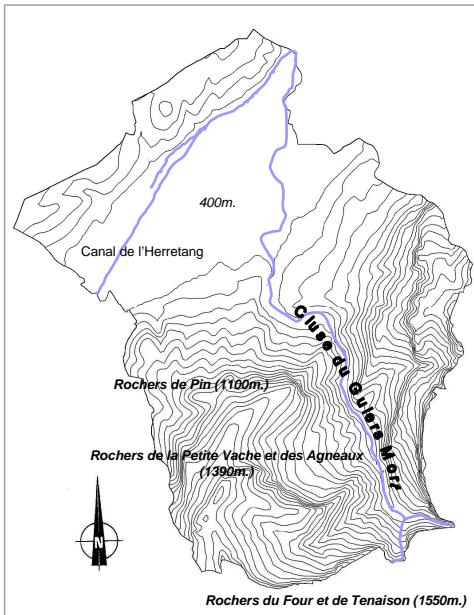 400m.
Canal de l'Herretang
Cluse du Guiers Mort
Rochers de Pin (1100m.)
Rochers de la Petite Vache et des Agneaux
(1390m.)
N
Rochers du Four et de Tenaison (1550m.)